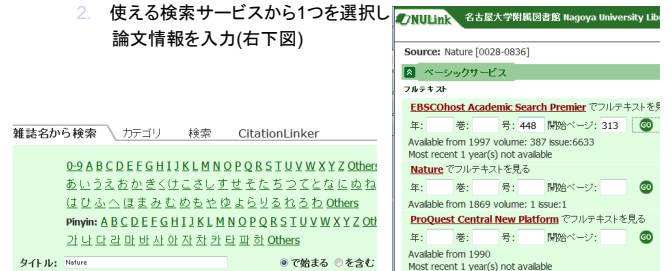 2. 使える検索サービスから1つを選択し
論文情報を入力(右下図)
雑誌名から検索 カテゴリ 検索 CitationLinker
0-9 A B C D E F G H I J K L M N O P Q R S T U V W X Y Z Others
あ い う え お か き く け こ さ し す せ そ た ち つ て と な に ぬ ね
は ひ ふ へ ほ ま み む め も や ゆ よ ら り る れ ろ わ Others
Pinyin: A B C D E F G H I J K L M N O P Q R S T U V W X Y Z Oth
가 나 다 라 마 바 사 아 자 차 카 타 파 하 Others
タイトル: Nature で始まる を含む
NULink 名古屋大学附属図書館 Nagoya University Lib
Source: Nature [0028-0836]
ベーシックサービス
フルテキスト
EBSCOhost Academic Search Premier でフルテキストを見
年: 巻: 号: 448 開始ページ: 313 GO
Available from 1997 volume: 387 issue:6633
Most recent 1 year(s) not available
Nature でフルテキストを見る
年: 巻: 号: 開始ページ: GO
Available from 1869 volume: 1 issue:1
ProQuest Central New Platform でフルテキストを見る
年: 巻: 号: 開始ページ: GO
Available from 1990
Most recent 1 year(s) not available